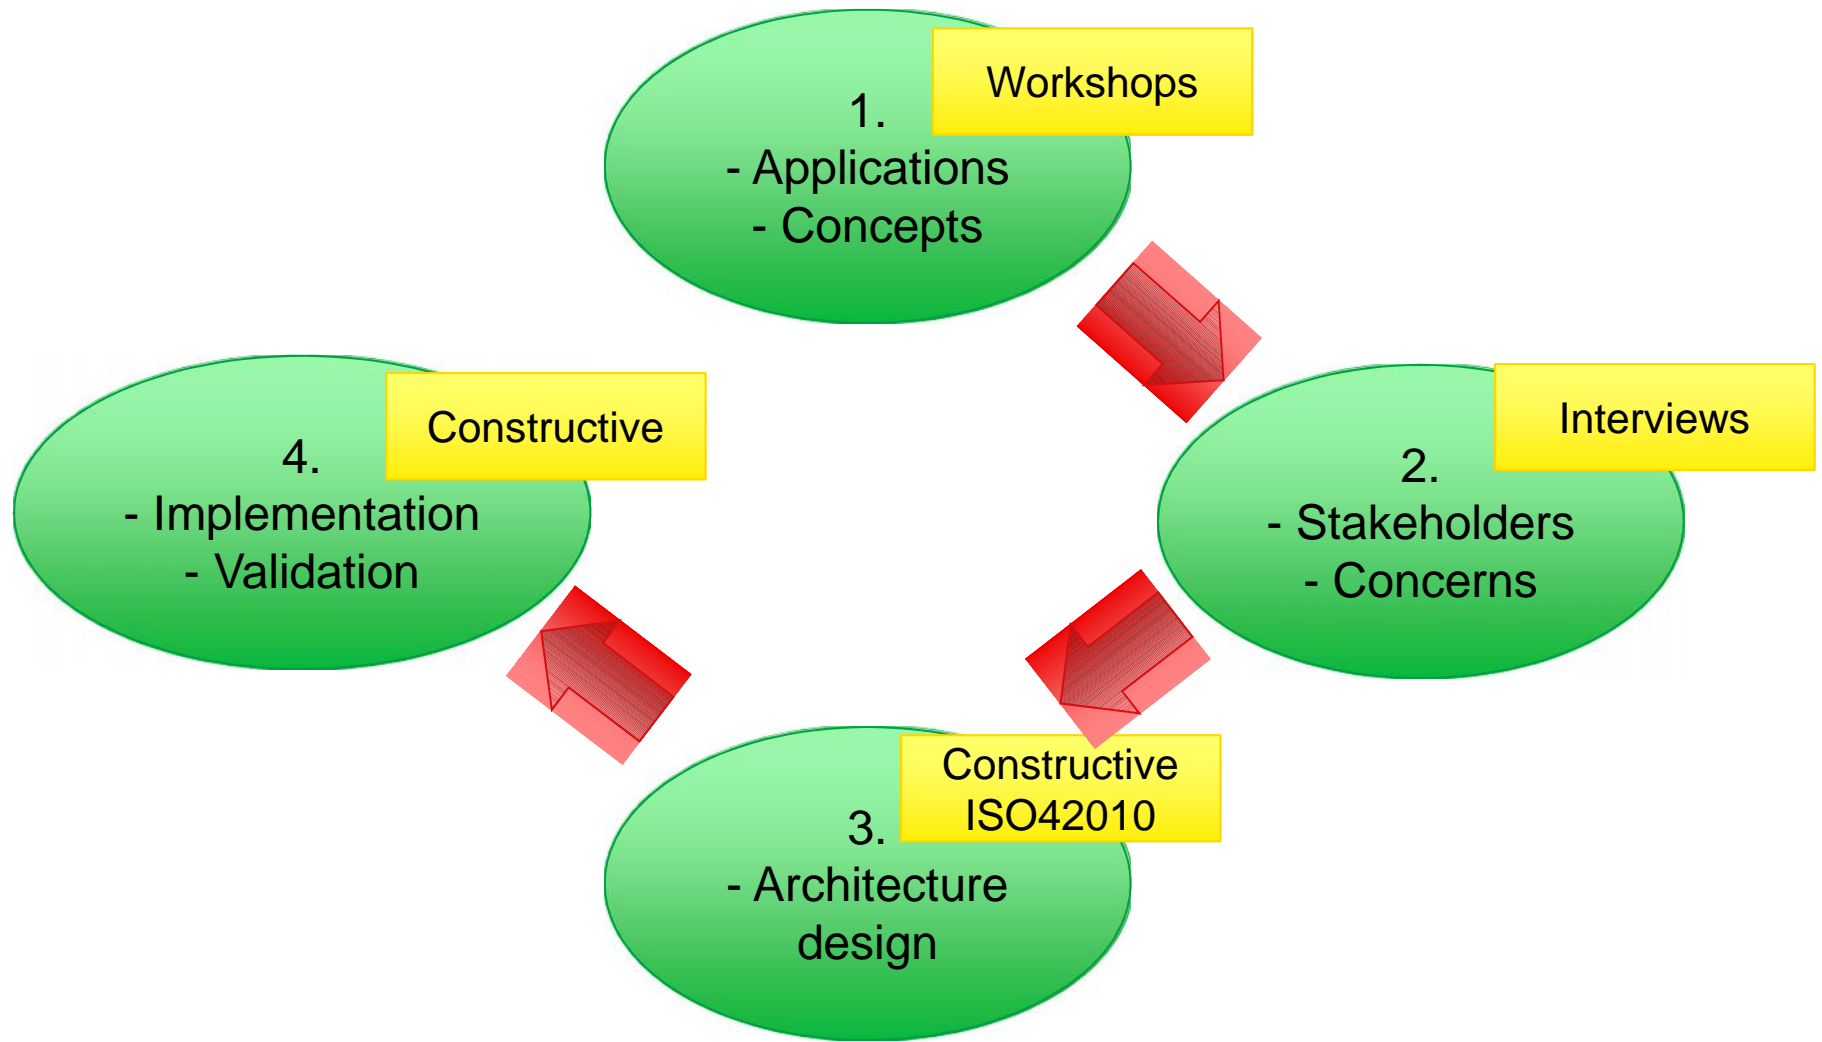 Workshops
1.
- Applications
- Concepts
Interviews
2.
- Stakeholders
- Concerns
Constructive
ISO42010
3.
- Architecture
design
Constructive
4.
- Implementation
- Validation